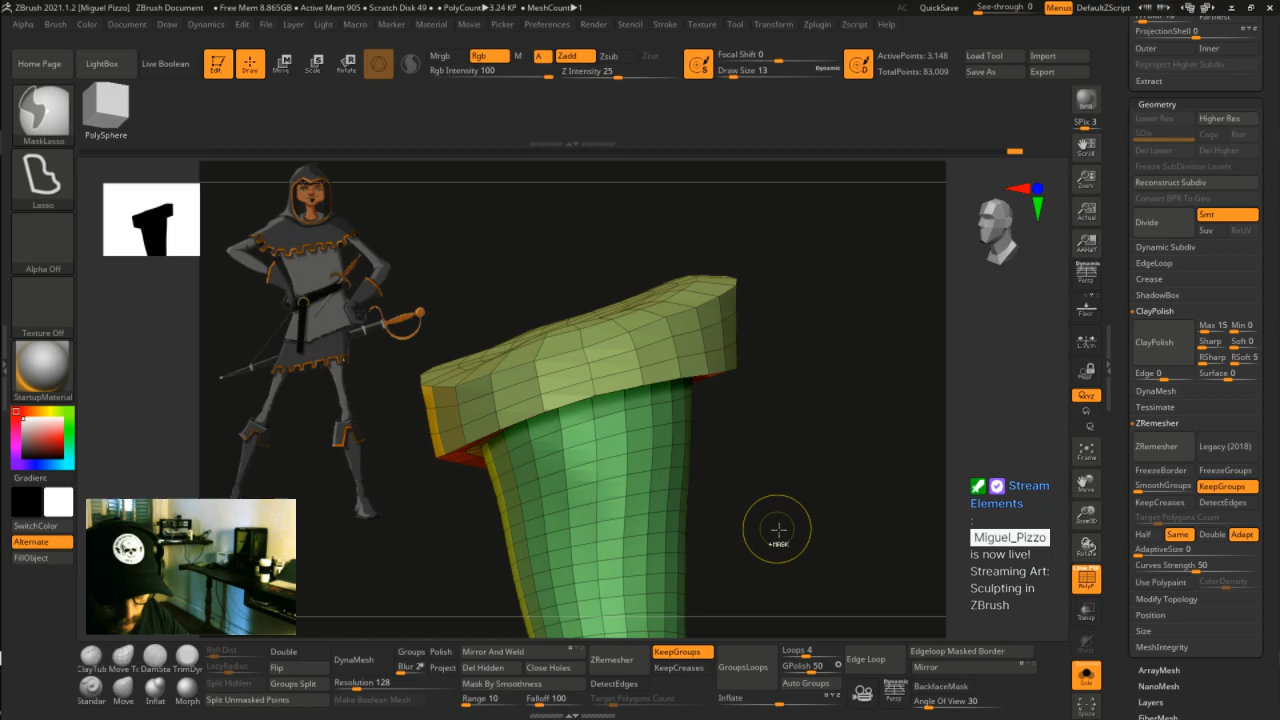 ZBrush 2021.1.2 [Miguel Pizzo] ZBrush Document • Free Mem 8.865GB • Active Mem 905 • Scratch Disk 49 • PolyCount▶3.24 KP • MeshCount▶1
AC QuickSave See-through 0 Menus DefaultZScript
Alpha Brush Color Document Draw Dynamics Edit File Layer Light Macro Marker Material Movie Picker Preferences Render Stencil Stroke Texture Tool Transform Zplugin Zscript Help
Home Page LightBox Live Boolean Edit Draw Move Scale Rotate
Mrgb Rgb M A Zadd Zsub Zcut
Rgb Intensity 100 Z Intensity 25
Focal Shift 0
Draw Size 13 Dynamic
ActivePoints: 3,148 Load Tool Import
TotalPoints: 83,009 Save As Export
MaskLasso
PolySphere
Lasso
Alpha Off
Texture Off
StartupMaterial
Gradient
SwitchColor
Alternate
FillObject
+MASK
Stream
Elements
:
Miguel_Pizzo
is now live!
Streaming Art:
Sculpting in
ZBrush
BPR
SPix 3
Scroll
Zoom
Actual
AAHalf
Dynamic
Persp
Floor
L.Sym
XYZ
Frame
Move
Zoom3D
Rotate
Line Fill
PolyF
Transp
Ghost
Solo
Xpose
Farthest
ProjectionShell 0
Outer Inner
Reproject Higher Subdiv
Extract
Geometry
Lower Res Higher Res
SDiv Cage Rstr
Del Lower Del Higher
Freeze SubDivision Levels
Reconstruct Subdiv
Convert BPR To Geo
Divide Smt
Suv ReUV
Dynamic Subdiv
EdgeLoop
Crease
ShadowBox
ClayPolish
ClayPolish Max 15 Min 0
Sharp Soft 0
RSharp RSoft 5
Edge 0 Surface 0
DynaMesh
Tessimate
ZRemesher
ZRemesher Legacy (2018)
FreezeBorder FreezeGroups
SmoothGroups KeepGroups
KeepCreases DetectEdges
Target Polygons Count
Half Same Double Adapt
AdaptiveSize 0
Curves Strength 50
Use Polypaint ColorDensity
Modify Topology
Position
Size
MeshIntegrity
ArrayMesh
NanoMesh
Layers
FiberMesh
ClayTub Move To DamSta TrimDy
Standar Move Inflat Morph
Roll Dist
LazyRadius
Split Hidden
Split Unmasked Points
Double
Flip
Groups Split
DynaMesh
Resolution 128
Groups Polish
Blur 2 Project
Make Boolean Mesh
Mirror And Weld
Del Hidden Close Holes
Mask By Smoothness
Range 10 Falloff 100
ZRemesher
KeepGroups
KeepCreases
DetectEdges
Target Polygons Count
GroupsLoops
Loops 4
GPolish 50
Auto Groups
Inflate
Edge Loop
Edgeloop Masked Border
Mirror
BackfaceMask
Dynamic
Persp
Angle Of View 30